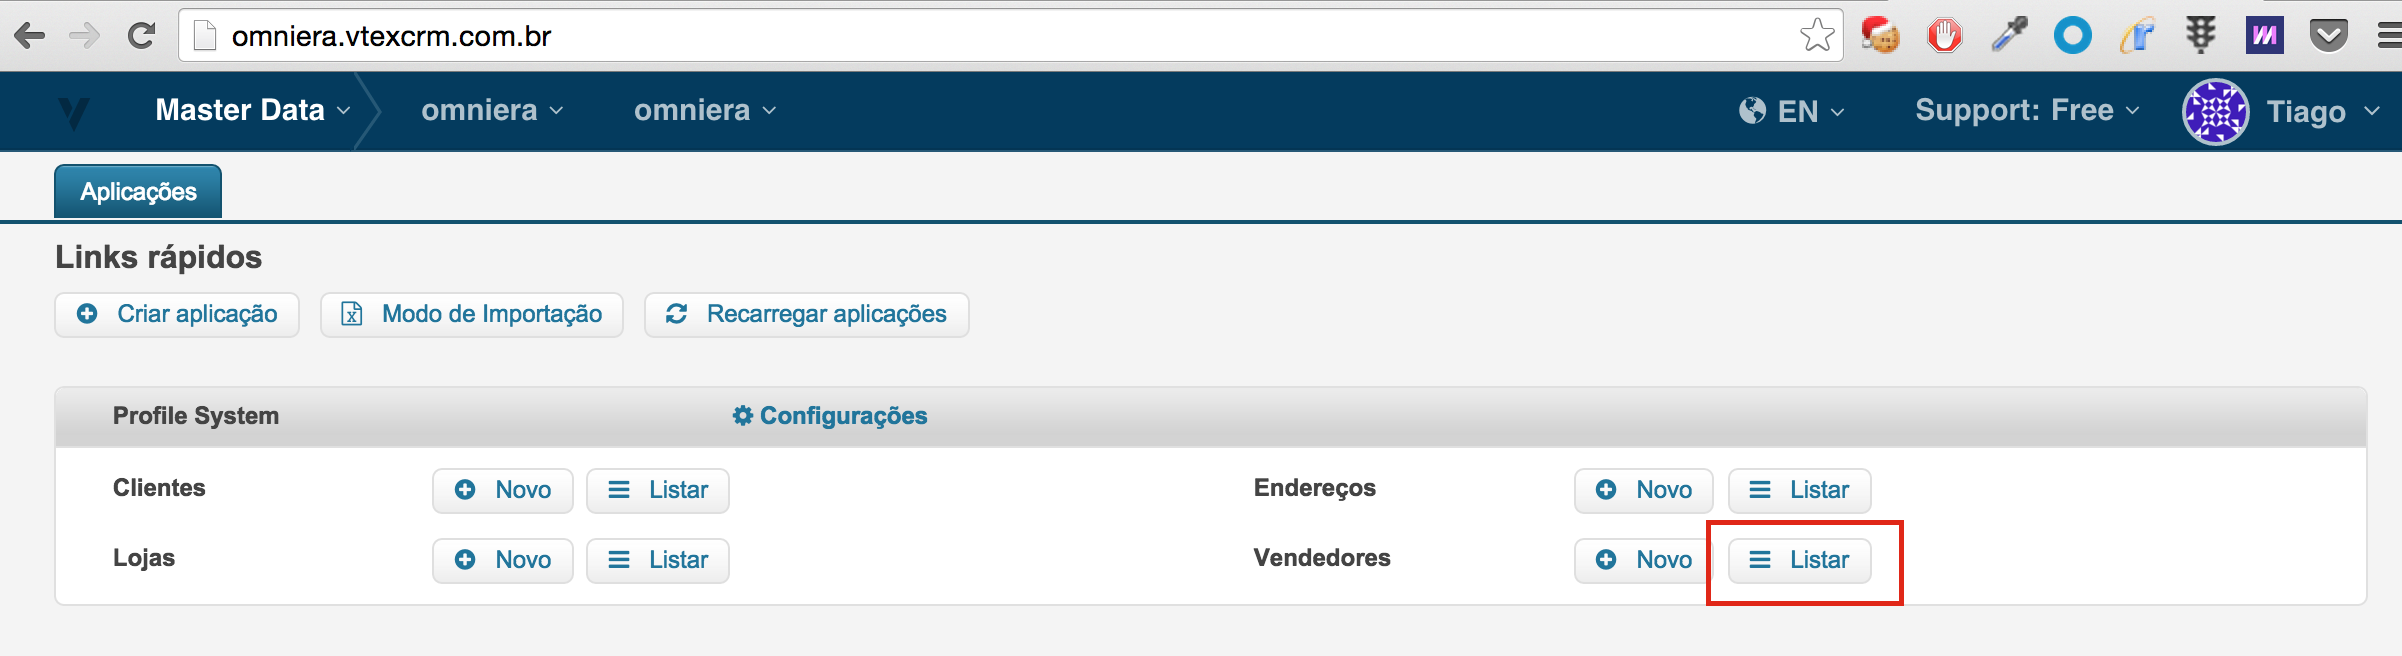 omniera.vtexcrm.com.br
Master Data omniera omniera EN Support: Free Tiago
Aplicações
Links rápidos
Criar aplicação Modo de Importação Recarregar aplicações
Profile System Configurações
Clientes Novo Listar Endereços Novo Listar
Lojas Novo Listar Vendedores Novo Listar